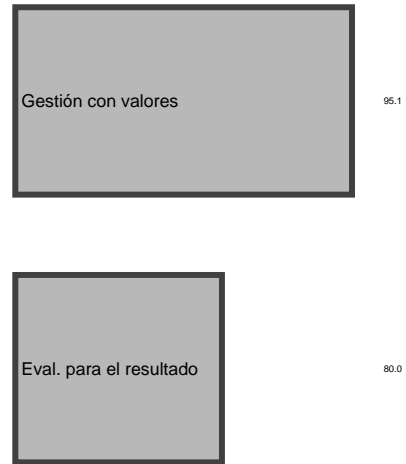 Gestión con valores
95.1
Eval. para el resultado
80.0